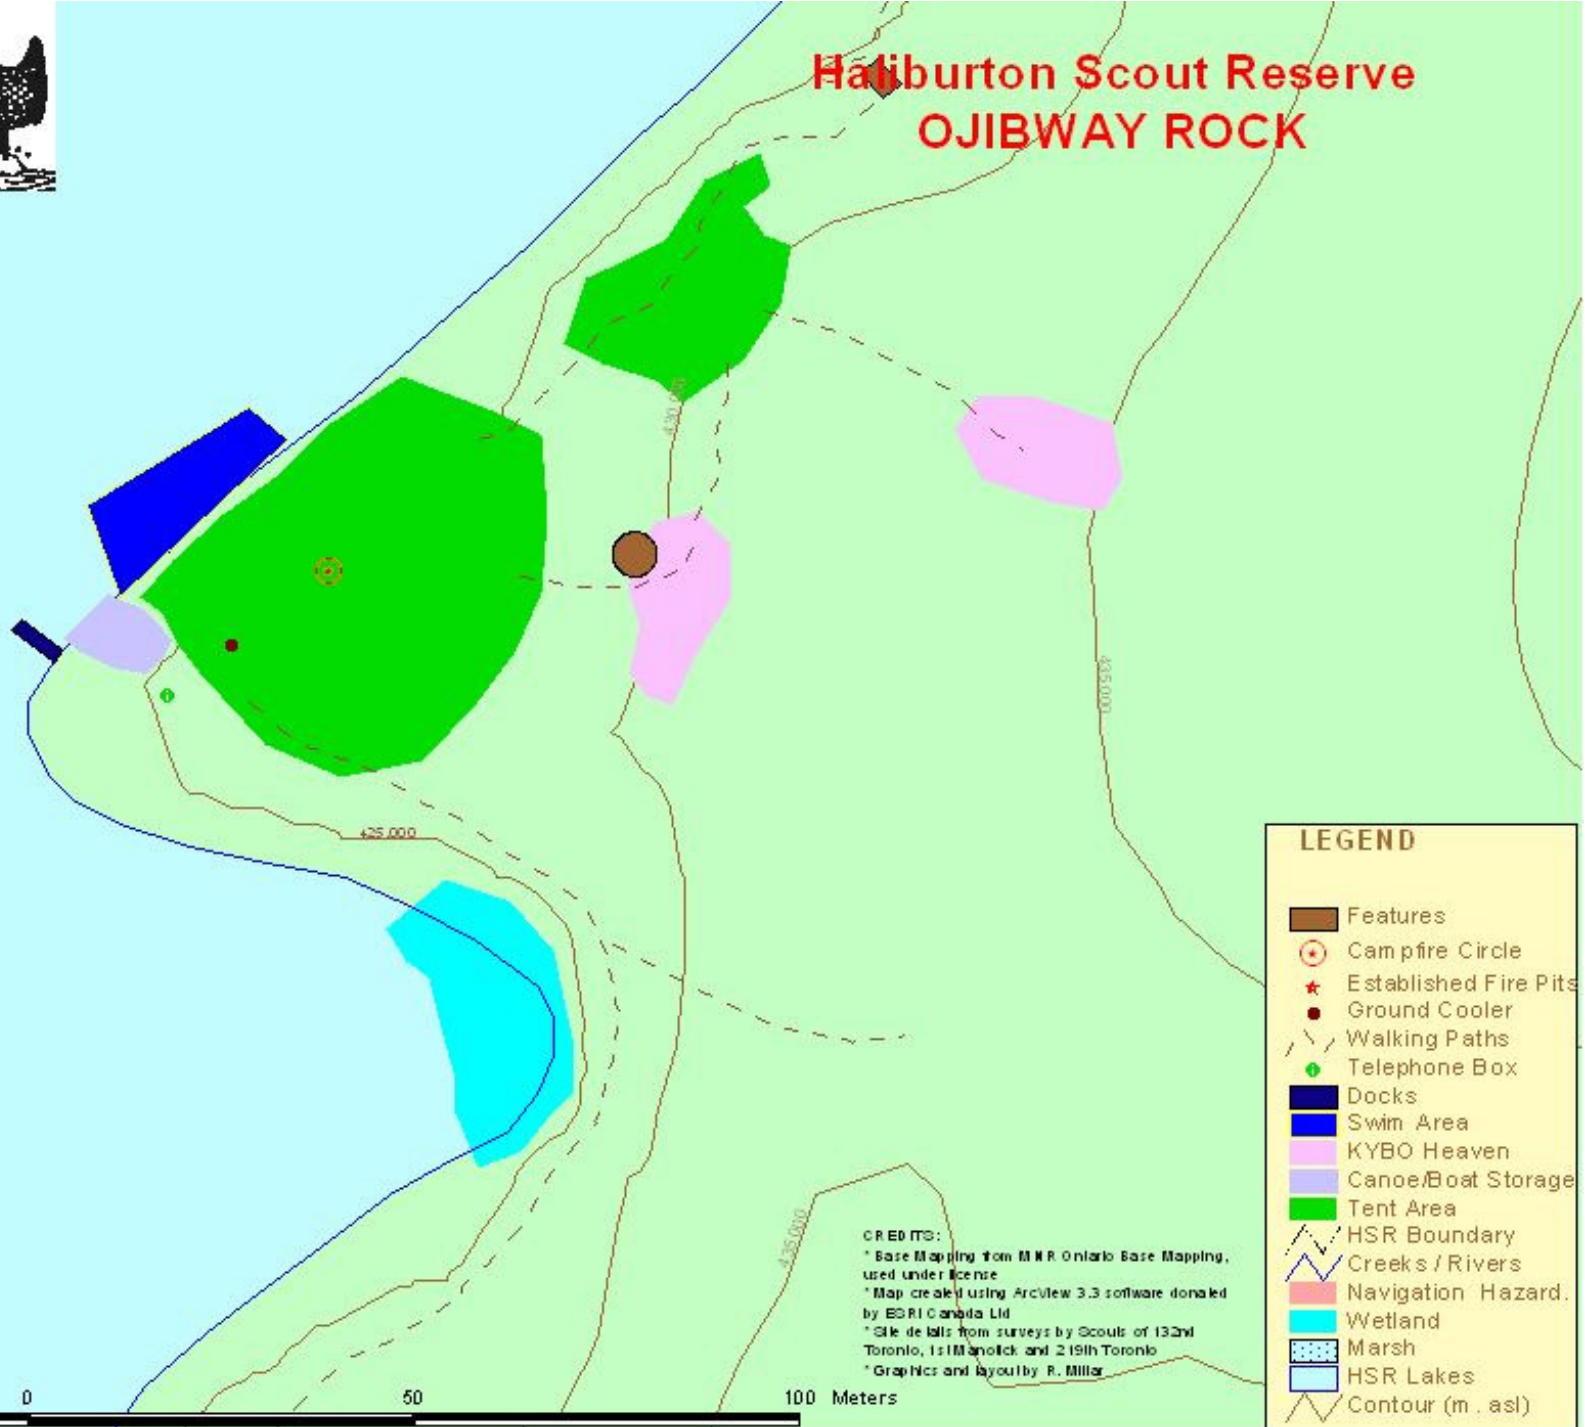 Haliburton Scout Reserve
OJIBWAY ROCK
430.000
435.000
425.000
LEGEND
Features
Campfire Circle
Established Fire Pits
Ground Cooler
Walking Paths
Telephone Box
Docks
Swim Area
KYBO Heaven
Canoe/Boat Storage
Tent Area
HSR Boundary
Creeks / Rivers
Navigation Hazard.
Wetland
Marsh
HSR Lakes
Contour (m. asl)
435.000
CREDITS:
* Base Mapping from MNR Ontario Base Mapping,
used under license
* Map created using ArcView 3.3 software donated
by ESRI Canada Ltd
* Site details from surveys by Scouts of 132nd
Toronto, 1st Manotick and 219th Toronto
* Graphics and layout by R. Millar
0 50 100 Meters